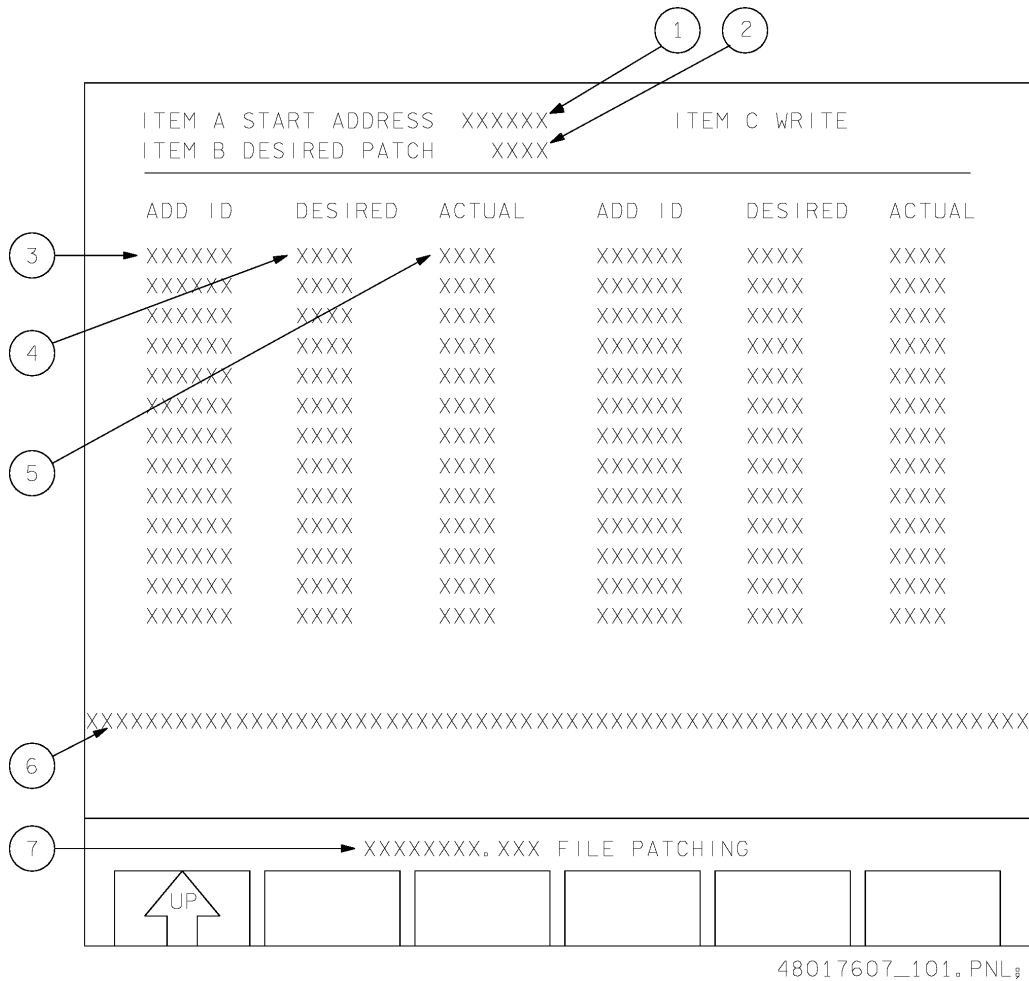 1 2
ITEM A START ADDRESS XXXXXX ITEM C WRITE
ITEM B DESIRED PATCH XXXX
ADD ID DESIRED ACTUAL ADD ID DESIRED ACTUAL
3 XXXXXX XXXX XXXX XXXXXX XXXX XXXX
XXXXXX XXXX XXXX XXXXXX XXXX XXXX
XXXXXX XXXX XXXX XXXXXX XXXX XXXX
4 XXXXXX XXXX XXXX XXXXXX XXXX XXXX
XXXXXX XXXX XXXX XXXXXX XXXX XXXX
XXXXXX XXXX XXXX XXXXXX XXXX XXXX
XXXXXX XXXX XXXX XXXXXX XXXX XXXX
5 XXXXXX XXXX XXXX XXXXXX XXXX XXXX
XXXXXX XXXX XXXX XXXXXX XXXX XXXX
XXXXXX XXXX XXXX XXXXXX XXXX XXXX
XXXXXX XXXX XXXX XXXXXX XXXX XXXX
XXXXXX XXXX XXXX XXXXXX XXXX XXXX
XXXXXX XXXX XXXX XXXXXX XXXX XXXX
XXXXXXXXXXXXXXXXXXXXXXXXXXXXXXXXXXXXXXXXXXXXXXXXXXXXXXXXXXXXXXX
6
7 XXXXXXXX.XXX FILE PATCHING
UP
48017607_101.PNL;